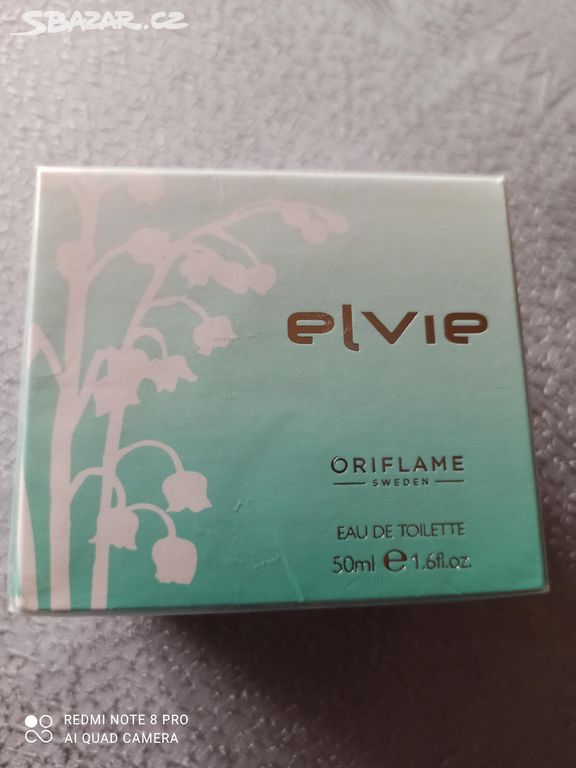 SBAZAR.CZ
elvie
ORIFLAME
SWEDEN
EAU DE TOILETTE
50ml e 1.6fl.oz.
REDMI NOTE 8 PRO
AI QUAD CAMERA